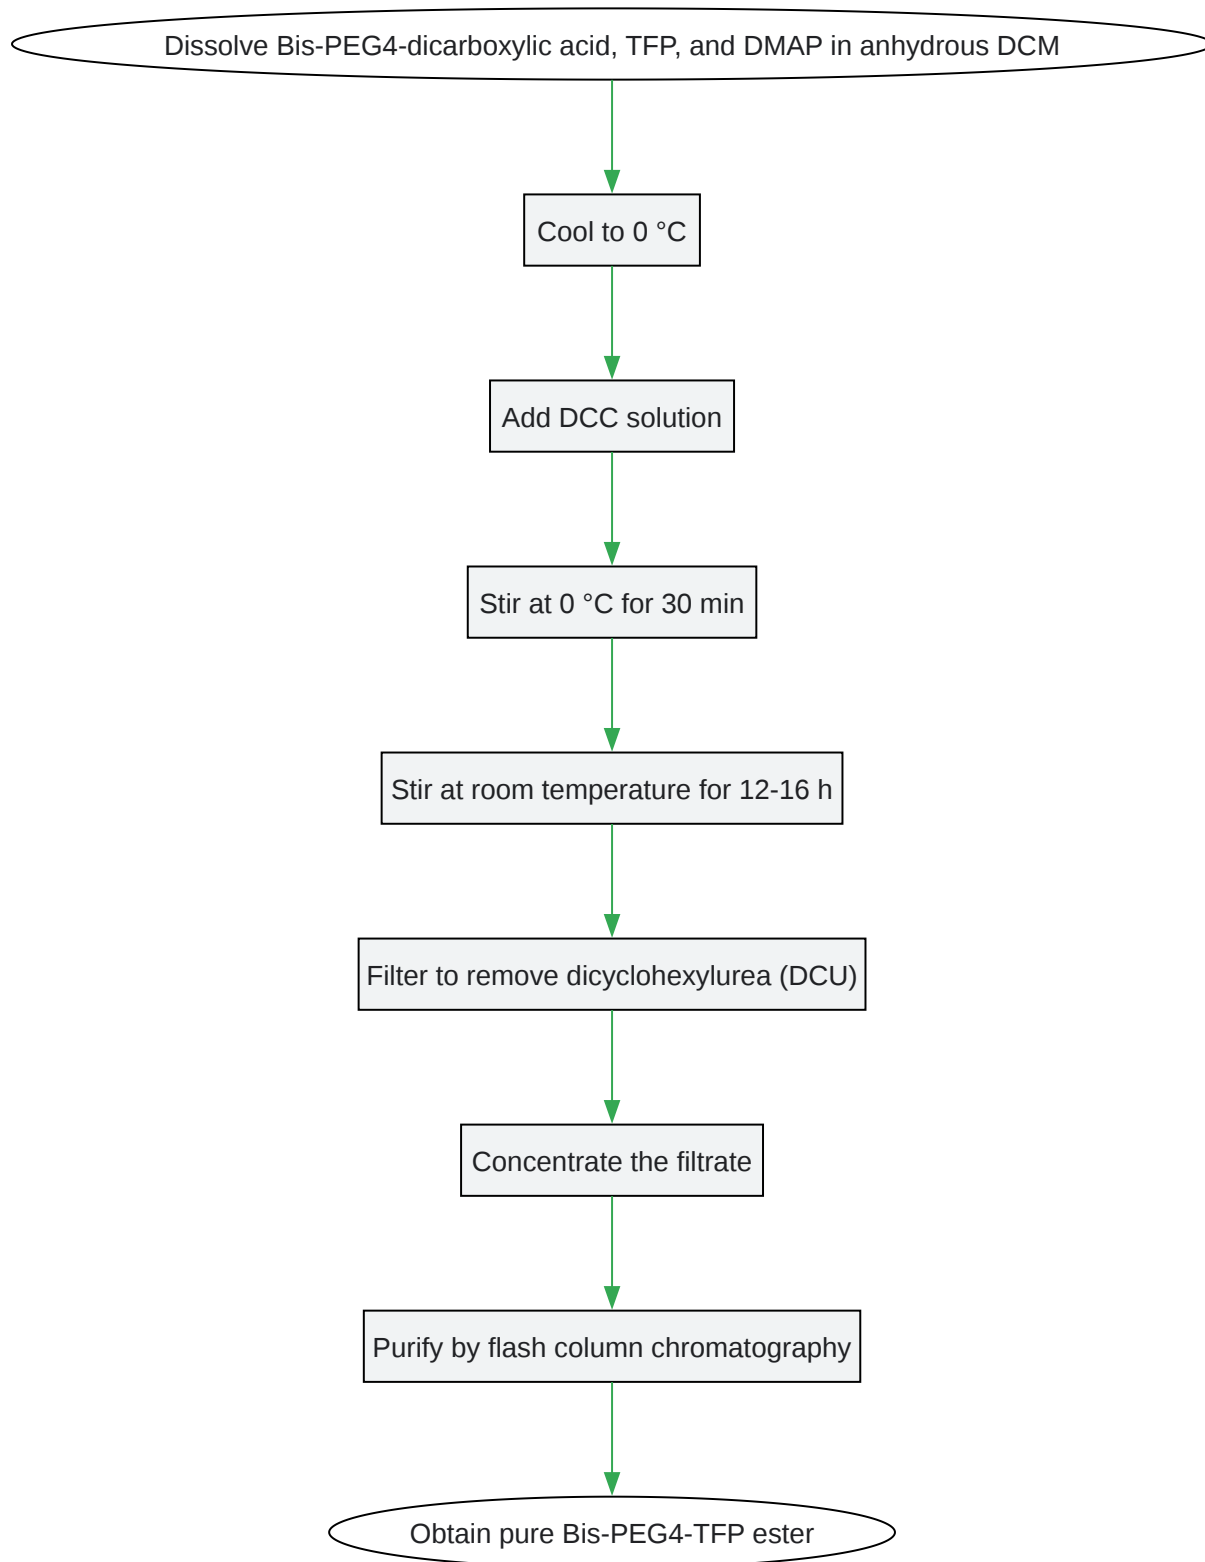 Dissolve Bis-PEG4-dicarboxylic acid, TFP, and DMAP in anhydrous DCM
Cool to 0 °C
Add DCC solution
Stir at 0 °C for 30 min
Stir at room temperature for 12-16 h
Filter to remove dicyclohexylurea (DCU)
Concentrate the filtrate
Purify by flash column chromatography
Obtain pure Bis-PEG4-TFP ester